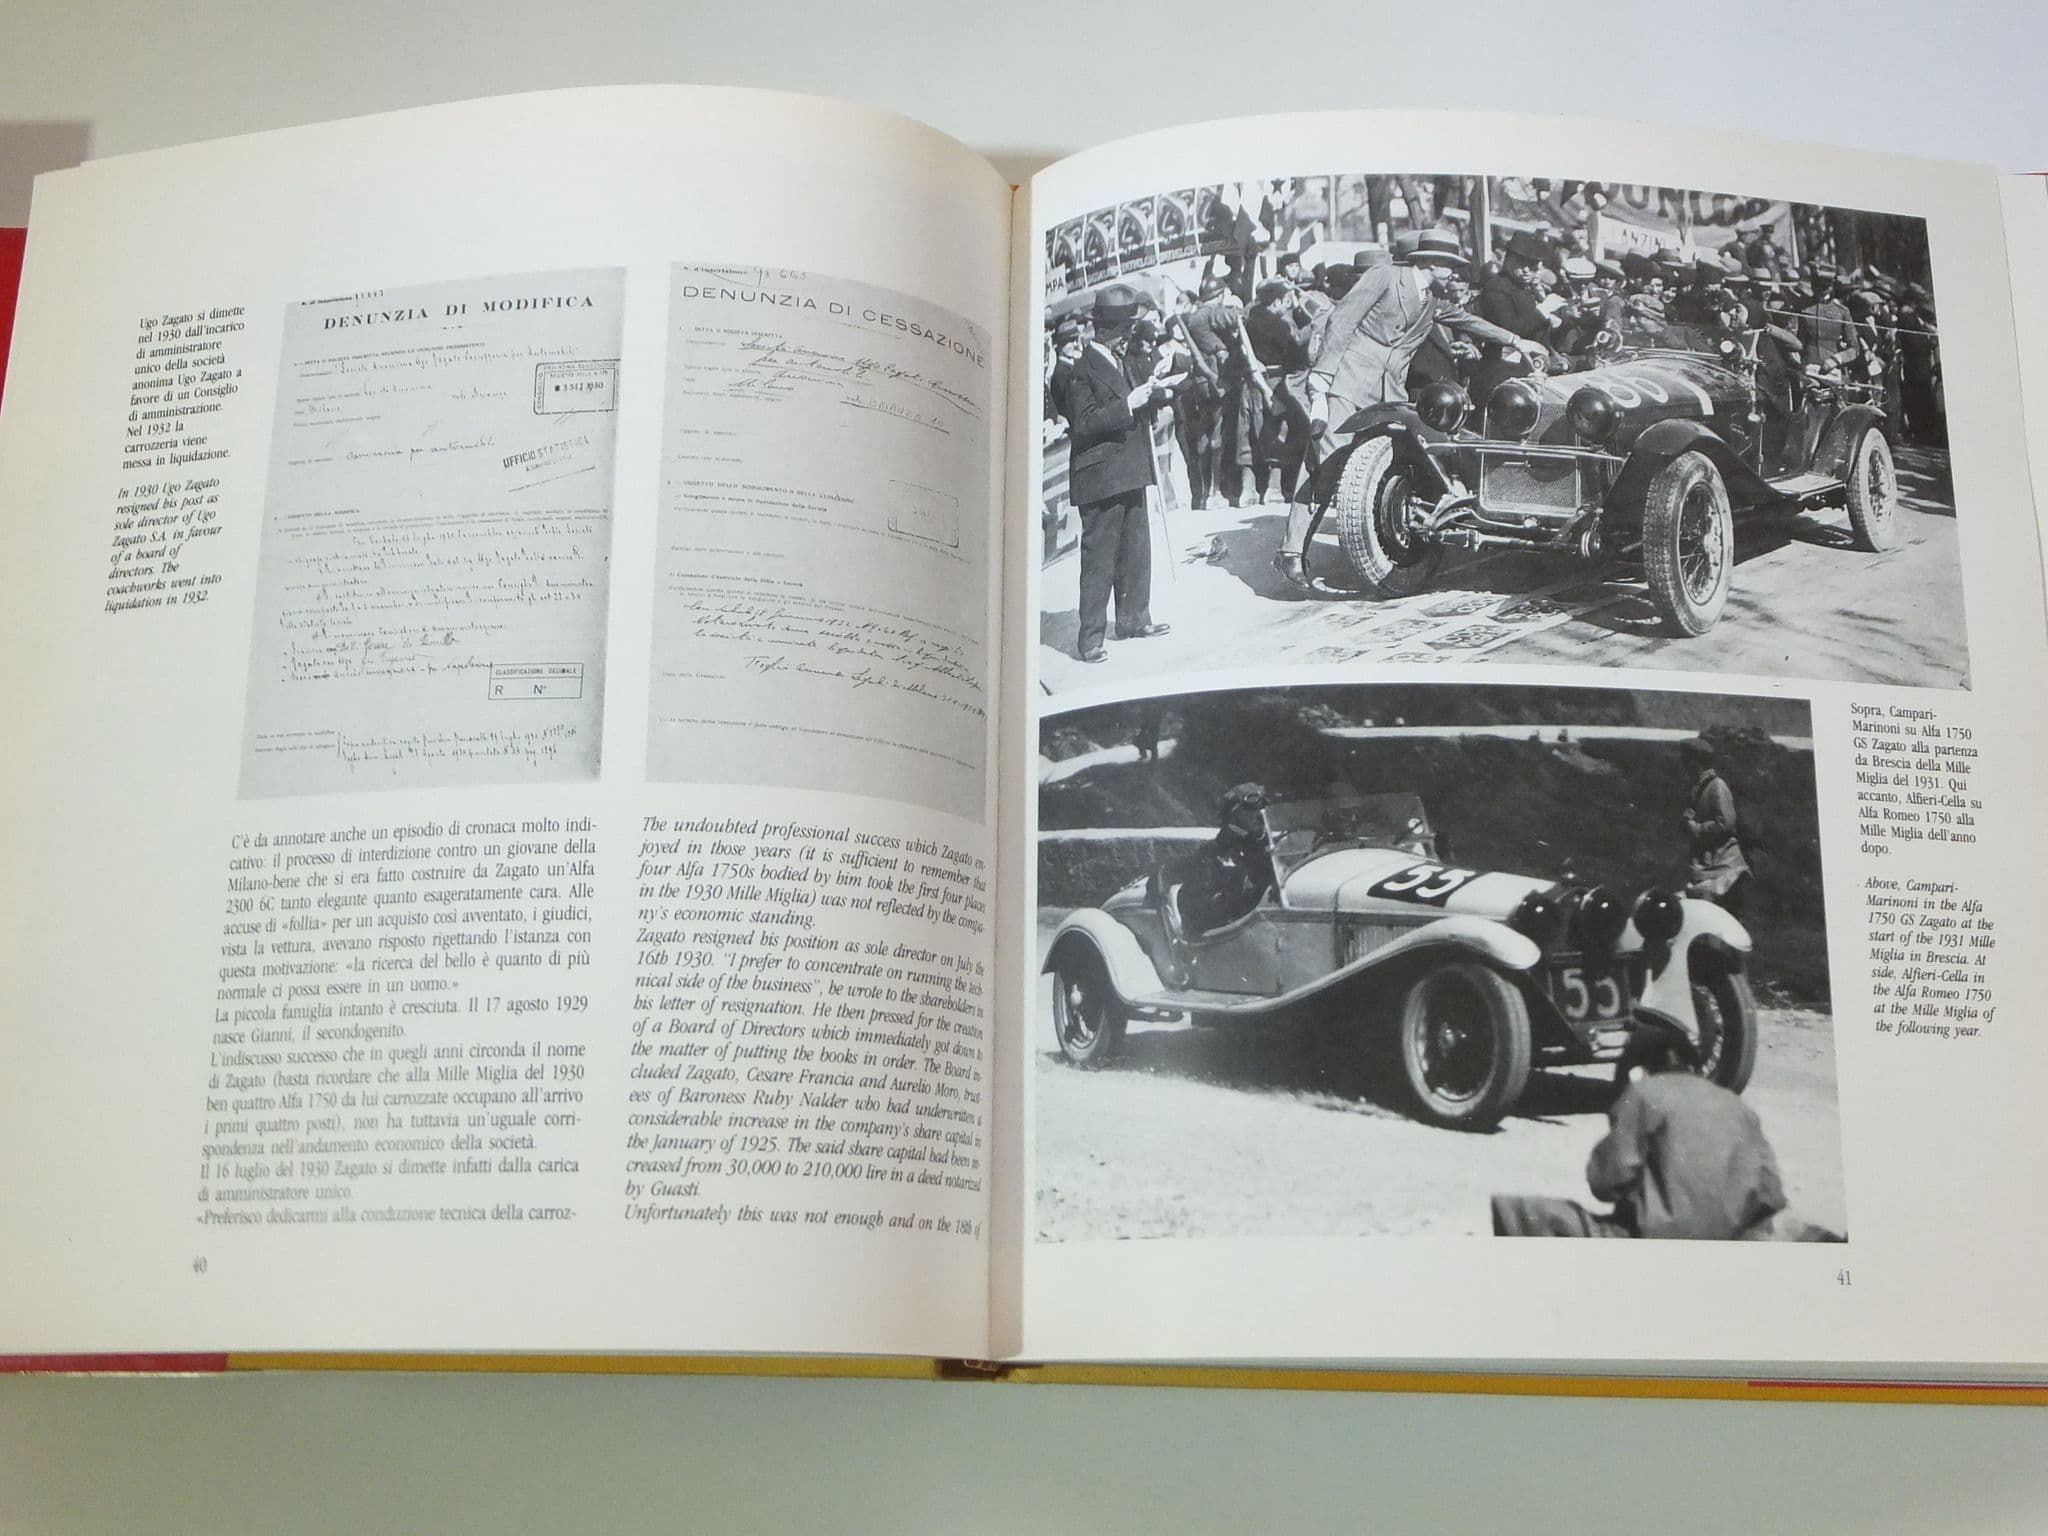 Ugo Zagato si dimette
nel 1930 dall'incarico
di amministratore
unico della società
anonima Ugo Zagato a
favore di un Consiglio
di amministrazione.
Nel 1932 la
carrozzeria viene
messa in liquidazione.
In 1930 Ugo Zagato
resigned his post as
sole director of Ugo
Zagato S.A. in favour
of a board of
directors. The
coachworks went into
liquidation in 1932.
N. di iscrizione
DENUNZIA DI MODIFICA
3 SET 1930
UFFICIO STATISTICA
CLASSIFICAZIONE DECIMALE
R N°
N. d'iscrizione
DENUNZIA DI CESSAZIONE
Milano
C'è da annotare anche un episodio di cronaca molto indi-
cativo: il processo di interdizione contro un giovane della
Milano-bene che si era fatto costruire da Zagato un'Alfa
2300 6C tanto elegante quanto esageratamente cara. Alle
accuse di «follia» per un acquisto così avventato, i giudici,
vista la vettura, avevano risposto rigettando l'istanza con
questa motivazione: «la ricerca del bello è quanto di più
normale ci possa essere in un uomo.»
La piccola famiglia intanto è cresciuta. Il 17 agosto 1929
nasce Gianni, il secondogenito.
L'indiscusso successo che in quegli anni circonda il nome
di Zagato (basta ricordare che alla Mille Miglia del 1930
ben quattro Alfa 1750 da lui carrozzate occupano all'arrivo
i primi quattro posti), non ha tuttavia un'uguale corri-
spondenza nell'andamento economico della società.
Il 16 luglio del 1930 Zagato si dimette infatti dalla carica
di amministratore unico.
«Preferisco dedicarmi alla conduzione tecnica della carroz-
40
The undoubted professional success which Zagato en-
joyed in those years (it is sufficient to remember that
four Alfa 1750s bodied by him took the first four places
in the 1930 Mille Miglia) was not reflected by the compa-
ny's economic standing.
Zagato resigned his position as sole director on July the
16th 1930. "I prefer to concentrate on running the tech-
nical side of the business", he wrote to the shareholders in
his letter of resignation. He then pressed for the creation
of a Board of Directors which immediately got down to
the matter of putting the books in order. The Board in-
cluded Zagato, Cesare Francia and Aurelio Moro, trust-
ees of Baroness Ruby Nalder who had underwritten a
considerable increase in the company's share capital in
the January of 1925. The said share capital had been in-
creased from 30,000 to 210,000 lire in a deed notarized
by Guasti.
Unfortunately this was not enough and on the 18th of
DUNLOP
55
55
Sopra, Campari-
Marinoni su Alfa 1750
GS Zagato alla partenza
da Brescia della Mille
Miglia del 1931. Qui
accanto, Alfieri-Cella su
Alfa Romeo 1750 alla
Mille Miglia dell'anno
dopo.
Above, Campari-
Marinoni in the Alfa
1750 GS Zagato at the
start of the 1931 Mille
Miglia in Brescia. At
side, Alfieri-Cella in
the Alfa Romeo 1750
at the Mille Miglia of
the following year.
41